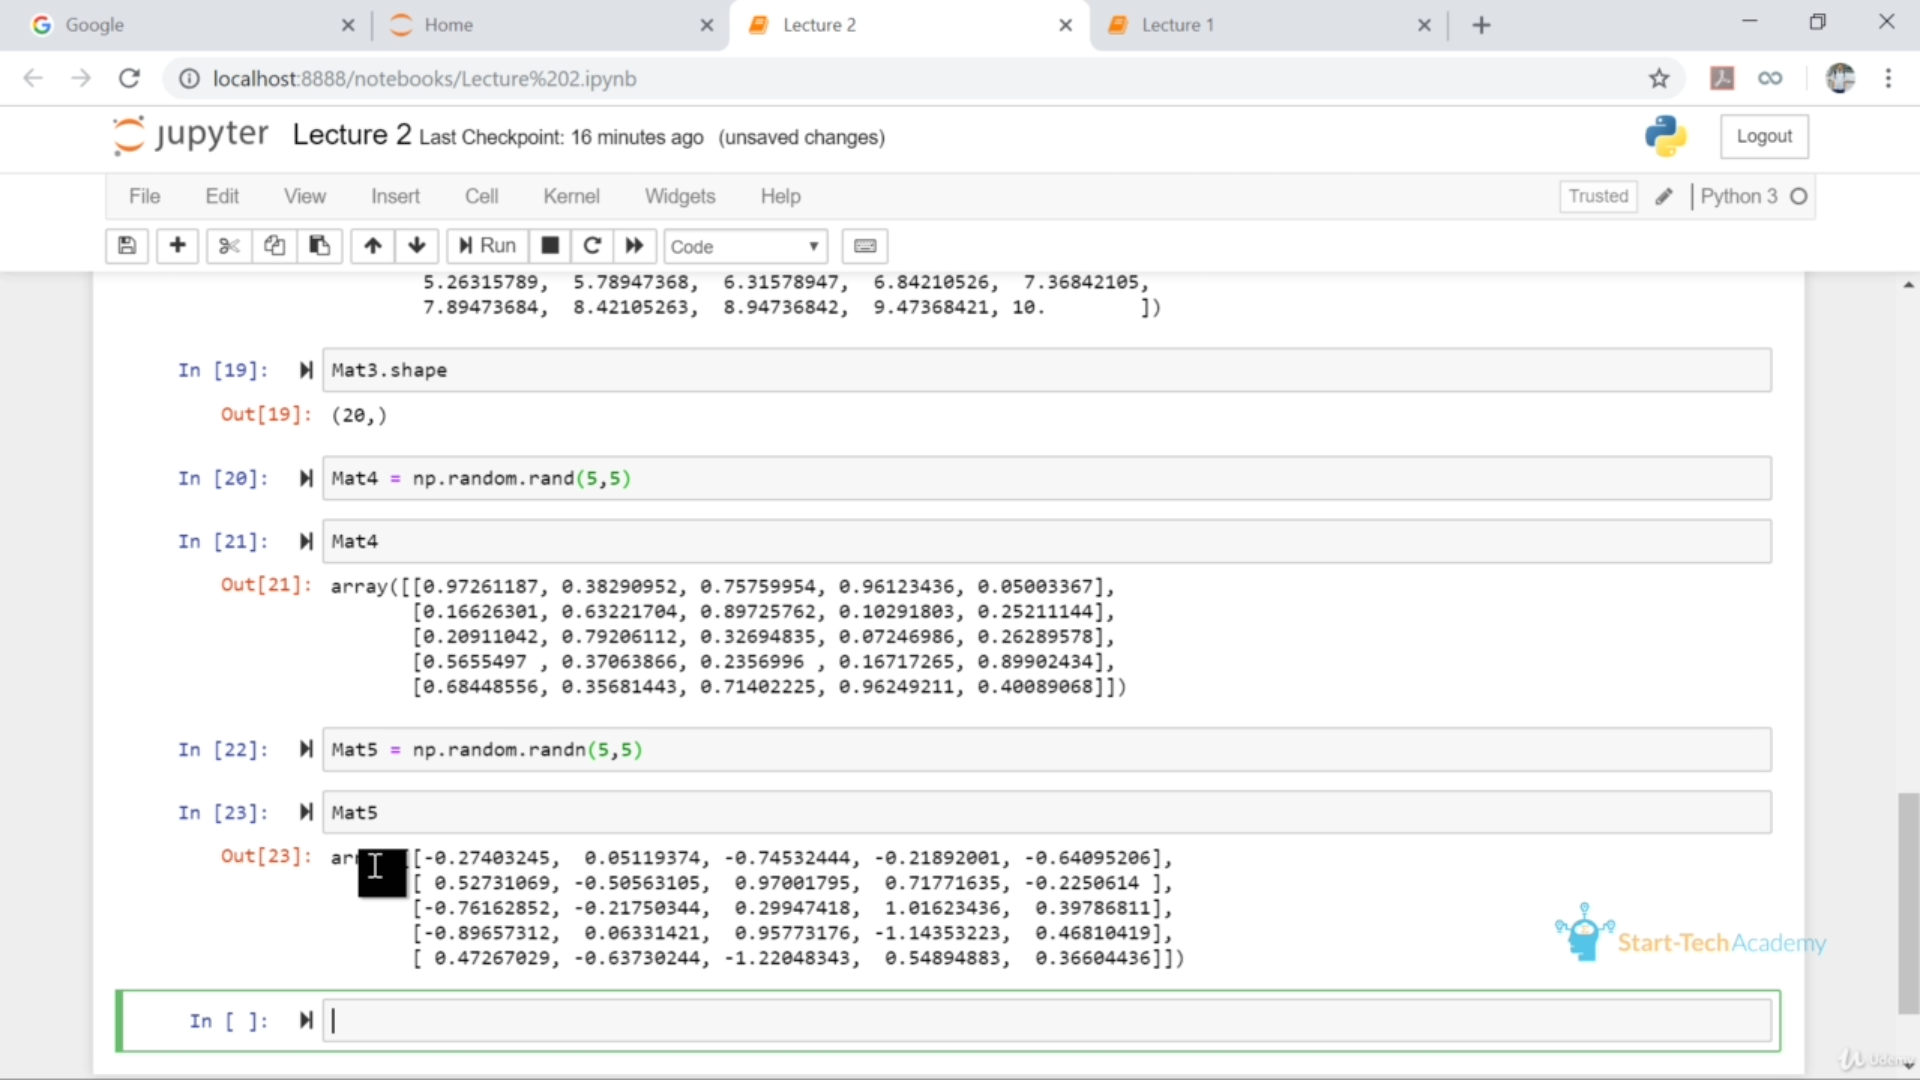 Google
Home
Lecture 2
Lecture 1
localhost:8888/notebooks/Lecture%202.ipynb
jupyter Lecture 2 Last Checkpoint: 16 minutes ago (unsaved changes)
Logout
File Edit View Insert Cell Kernel Widgets Help
Trusted Python 3
Run Code
5.26315789, 5.78947368, 6.31578947, 6.84210526, 7.36842105,
7.89473684, 8.42105263, 8.94736842, 9.47368421, 10. ])
In [19]: Mat3.shape
Out[19]: (20,)
In [20]: Mat4 = np.random.rand(5,5)
In [21]: Mat4
Out[21]: array([[0.97261187, 0.38290952, 0.75759954, 0.96123436, 0.05003367],
[0.16626301, 0.63221704, 0.89725762, 0.10291803, 0.25211144],
[0.20911042, 0.79206112, 0.32694835, 0.07246986, 0.26289578],
[0.5655497 , 0.37063866, 0.2356996 , 0.16717265, 0.89902434],
[0.68448556, 0.35681443, 0.71402225, 0.96249211, 0.40089068]])
In [22]: Mat5 = np.random.randn(5,5)
In [23]: Mat5
Out[23]: ar [[-0.27403245, 0.05119374, -0.74532444, -0.21892001, -0.64095206],
[ 0.52731069, -0.50563105, 0.97001795, 0.71771635, -0.2250614 ],
[-0.76162852, -0.21750344, 0.29947418, 1.01623436, 0.39786811],
[-0.89657312, 0.06331421, 0.95773176, -1.14353223, 0.46810419],
[ 0.47267029, -0.63730244, -1.22048343, 0.54894883, 0.36604436]])
Start-TechAcademy
In [ ]:
Udemy